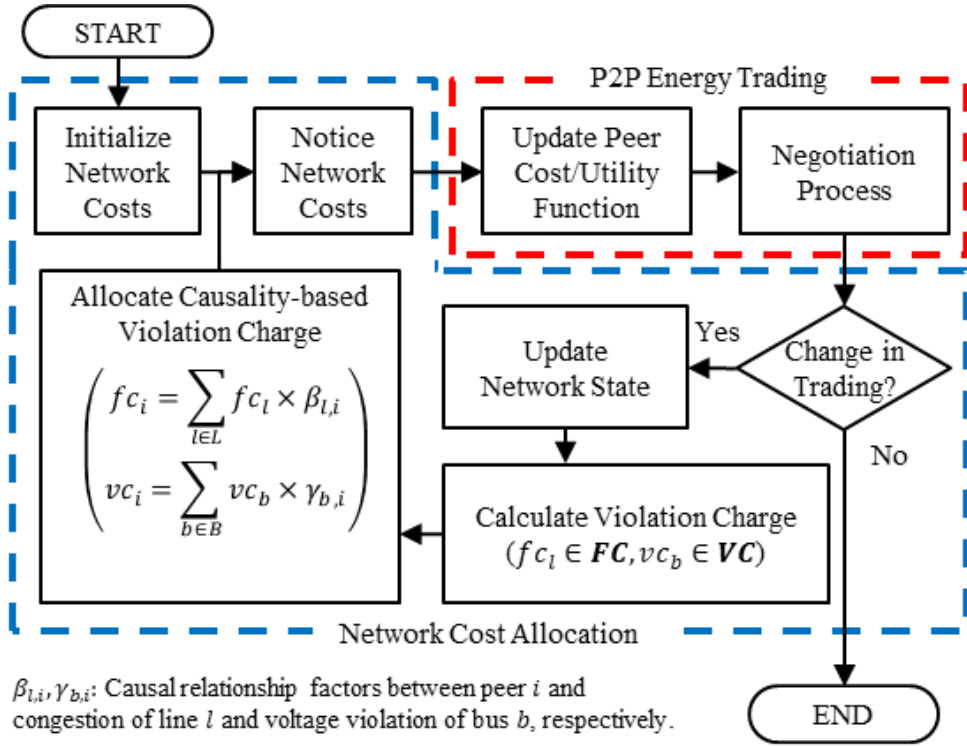 START
P2P Energy Trading
Initialize
Network
Costs
Notice
Network
Costs
Update Peer
Cost/Utility
Function
Negotiation
Process
Allocate Causality-based
Violation Charge
fc_i = ∑_{l∈L} fc_l × β_{l,i}
vc_i = ∑_{b∈B} vc_b × γ_{b,i}
Change in
Trading?
Yes
No
Update
Network State
Calculate Violation Charge
(fc_l ∈ FC, vc_b ∈ VC)
Network Cost Allocation
β_{l,i}, γ_{b,i}: Causal relationship factors between peer i and
congestion of line l and voltage violation of bus b, respectively.
END